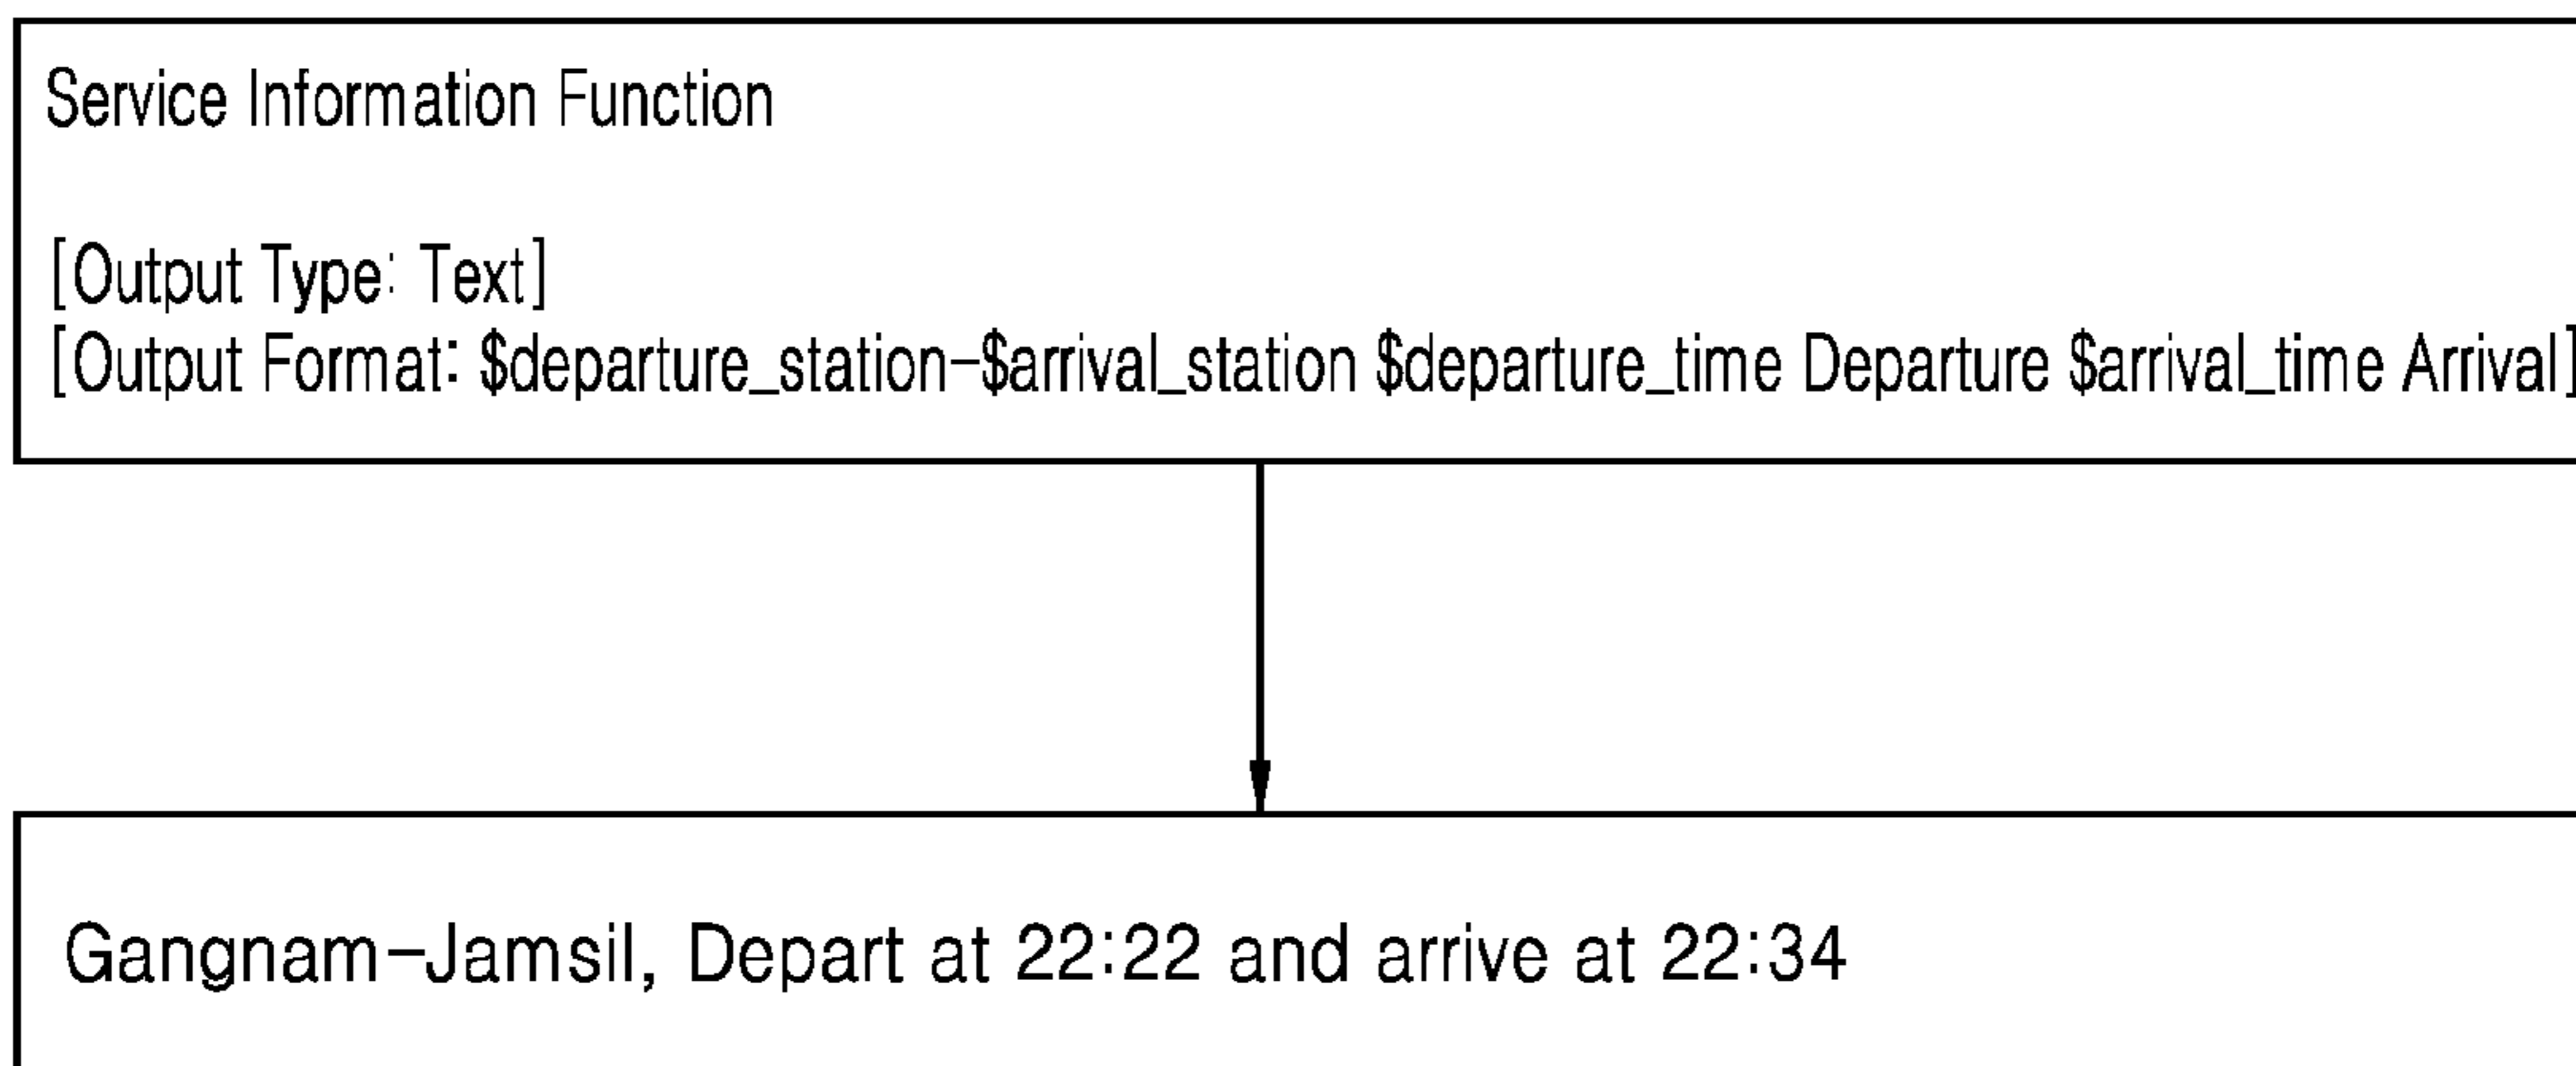 Service Information Function
[Output Type: Text]
[Output Format: $departure_station-$arrival_station $departure_time Departure $arrival_time Arrival]
Gangnam-Jamsil, Depart at 22:22 and arrive at 22:34